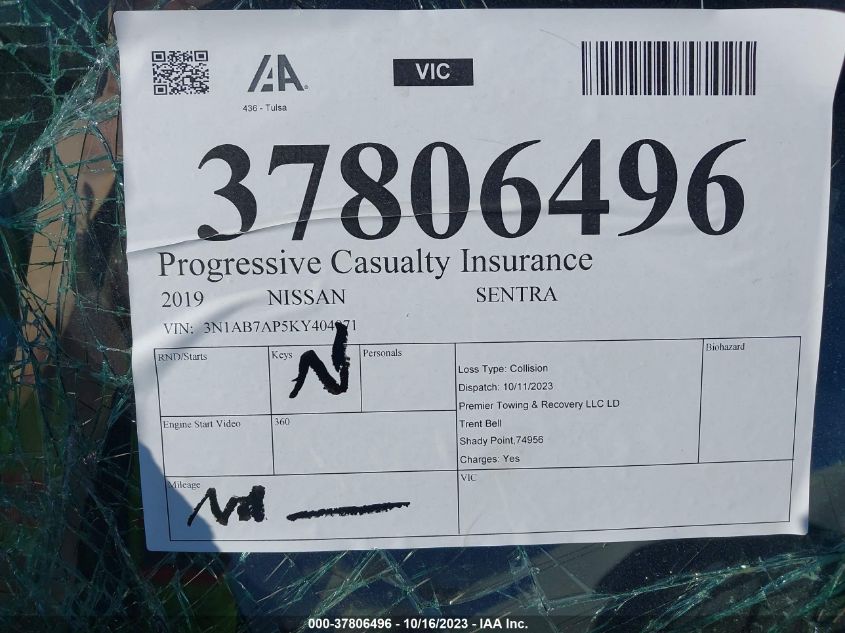 IAA
VIC
436 - Tulsa
37806496
Progressive Casualty Insurance
2019 NISSAN SENTRA
VIN:
RND/Starts
Keys N
Personals
Engine Start Video
360
Mileage
Loss Type: Collision
Dispatch: 10/11/2023
Premier Towing & Recovery LLC LD
Trent Bell
Shady Point,74956
Charges: Yes
Biohazard
VIC
000-37806496 - 10/16/2023 - IAA Inc.